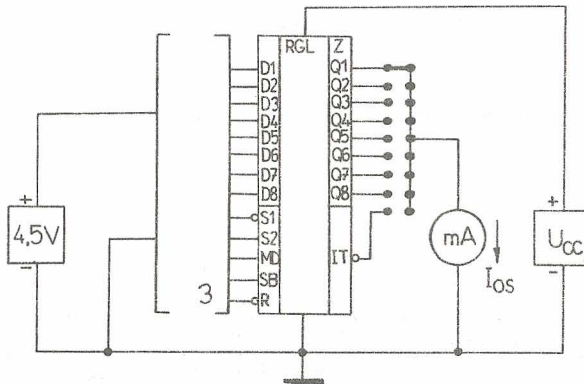 RGL Z
D1 Q1
D2 Q2
D3 Q3
D4 Q4
D5 Q5
D6 Q6
D7 Q7
D8 Q8
S1
S2
MD IT
SB
R
3
+
4,5V
-
mA
IOS
+
UCC
-